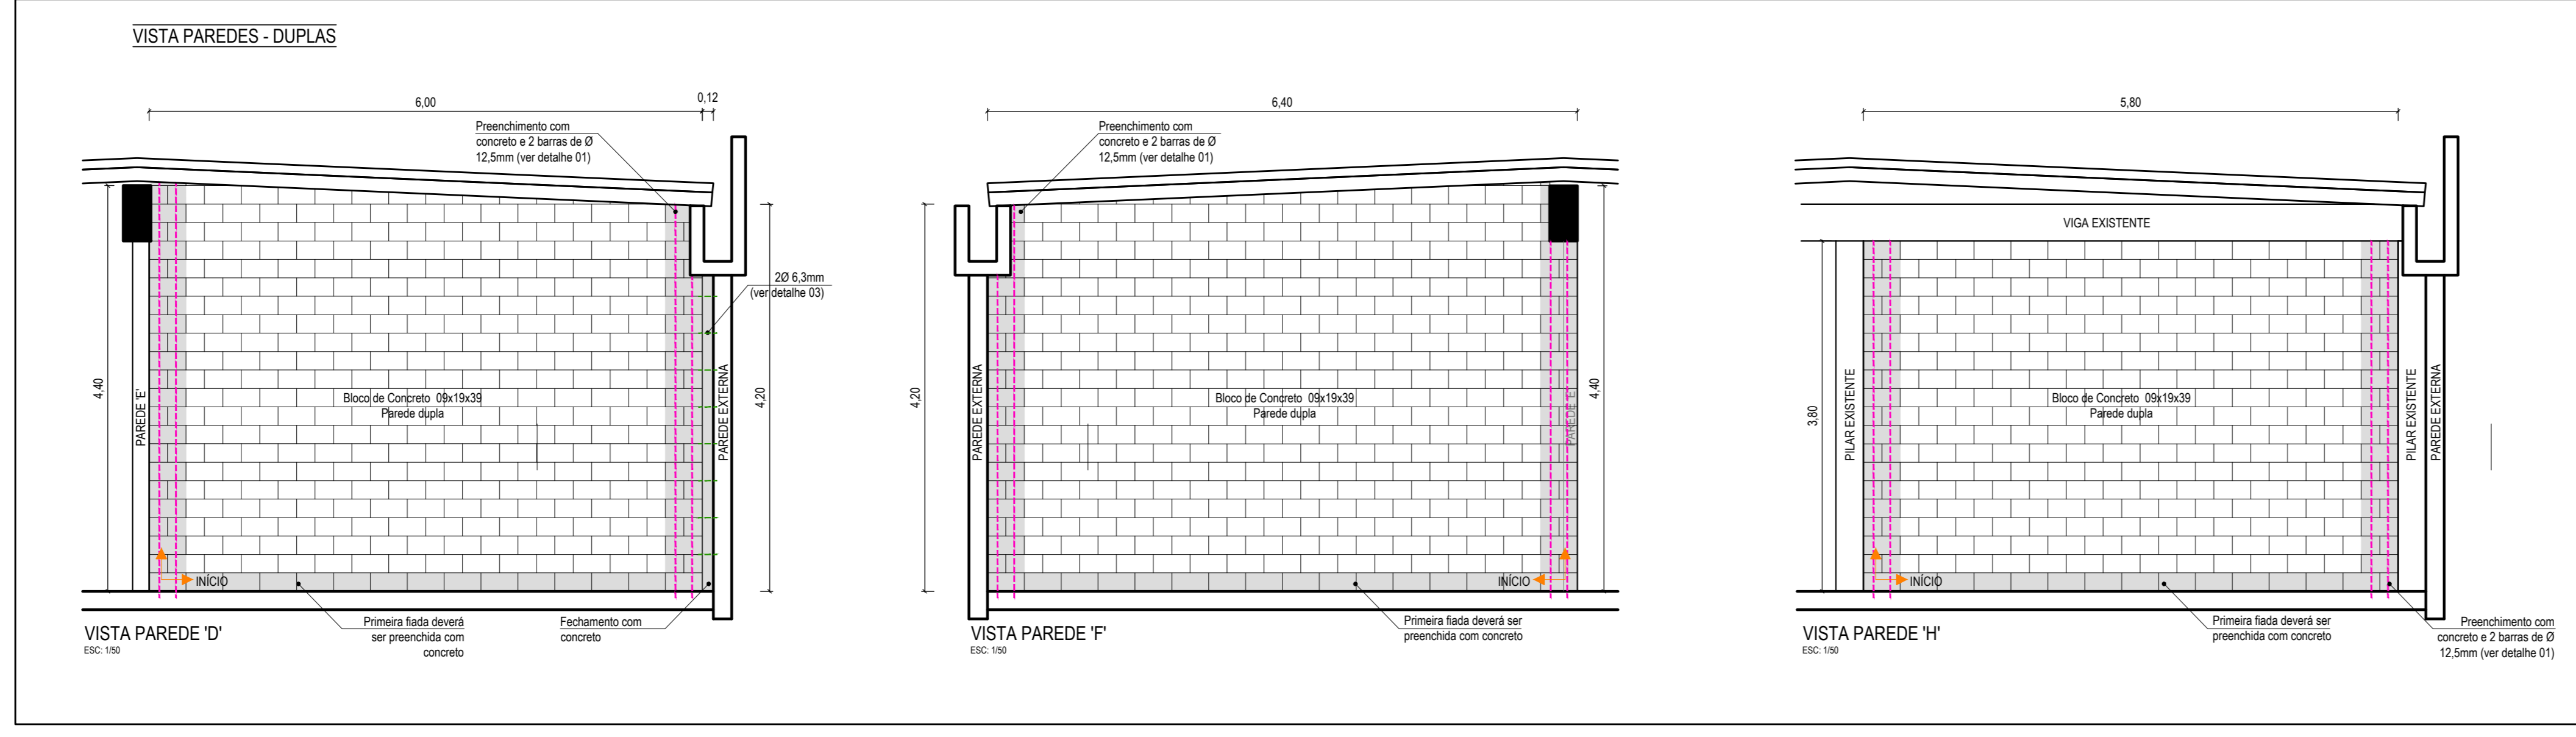 VISTA PAREDES - DUPLAS
6,00
0,12
Preenchimento com
concreto e 2 barras de Ø
12,5mm (ver detalhe 01)
2Ø 6,3mm
(ver detalhe 03)
4,40
PAREDE 'E'
Bloco de Concreto 09x19x39
Parede dupla
PAREDE EXTERNA
4,20
INÍCIO
Primeira fiada deverá
ser preenchida com
concreto
Fechamento com
concreto
VISTA PAREDE 'D'
ESC: 1/50
6,40
Preenchimento com
concreto e 2 barras de Ø
12,5mm (ver detalhe 01)
4,20
PAREDE EXTERNA
Bloco de Concreto 09x19x39
Parede dupla
PAREDE 'E'
4,40
INÍCIO
Primeira fiada deverá ser
preenchida com concreto
VISTA PAREDE 'F'
ESC: 1/50
5,80
VIGA EXISTENTE
3,80
PILAR EXISTENTE
Bloco de Concreto 09x19x39
Parede dupla
PILAR EXISTENTE
PAREDE EXTERNA
INÍCIO
Primeira fiada deverá ser
preenchida com concreto
Preenchimento com
concreto e 2 barras de Ø
12,5mm (ver detalhe 01)
VISTA PAREDE 'H'
ESC: 1/50